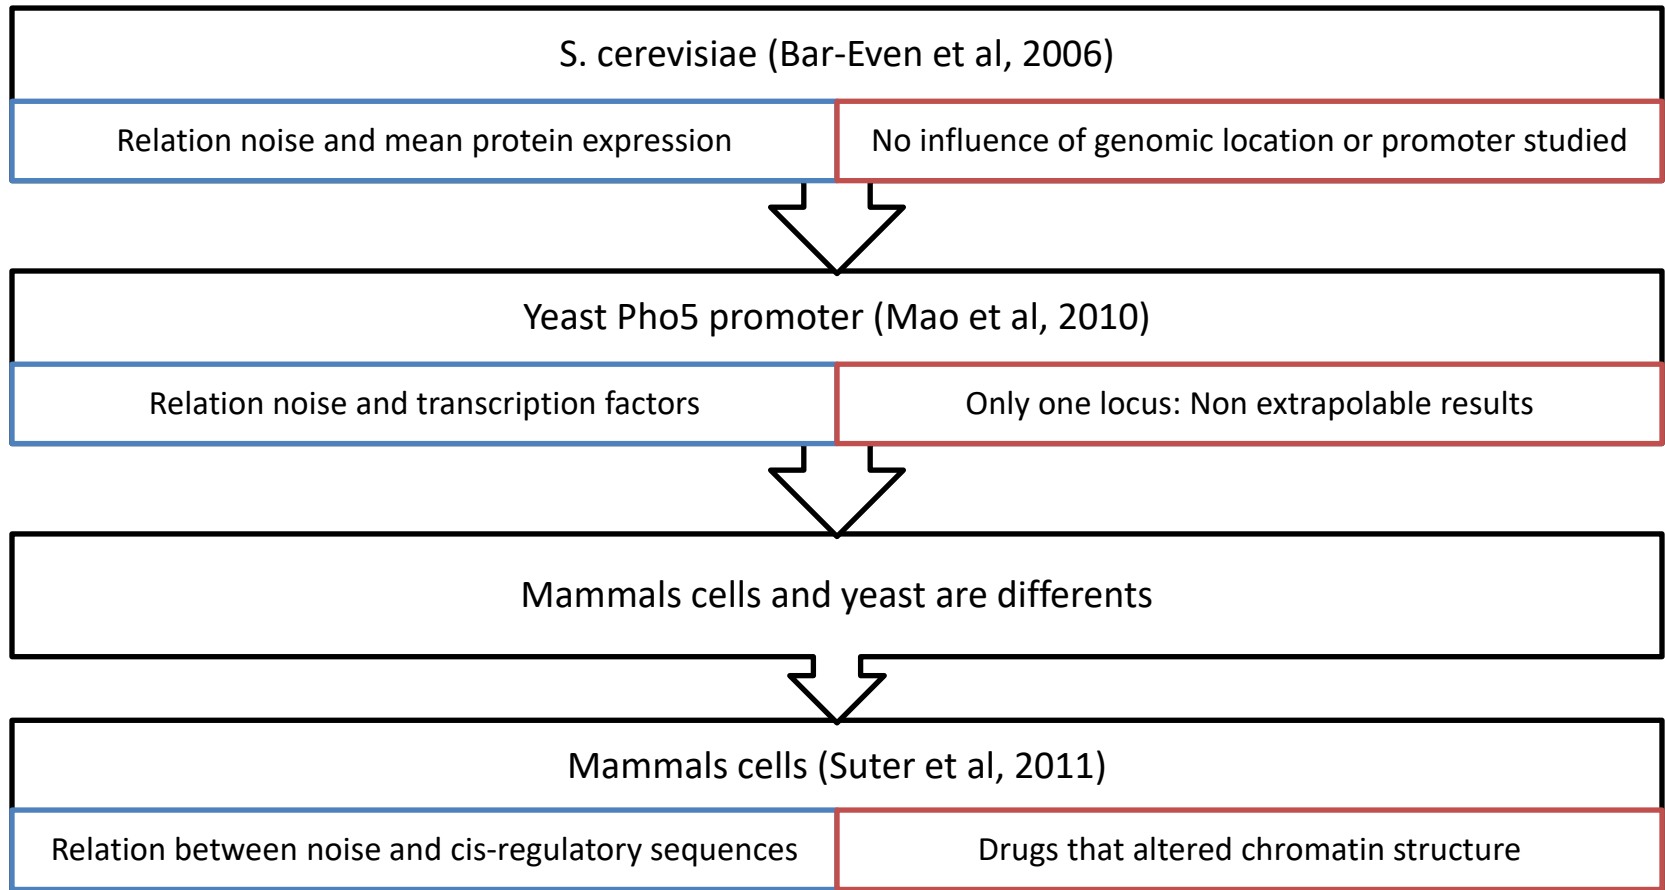 S. cerevisiae (Bar-Even et al, 2006)
Relation noise and mean protein expression
No influence of genomic location or promoter studied
Yeast Pho5 promoter (Mao et al, 2010)
Relation noise and transcription factors
Only one locus: Non extrapolable results
Mammals cells and yeast are differents
Mammals cells (Suter et al, 2011)
Relation between noise and cis-regulatory sequences
Drugs that altered chromatin structure